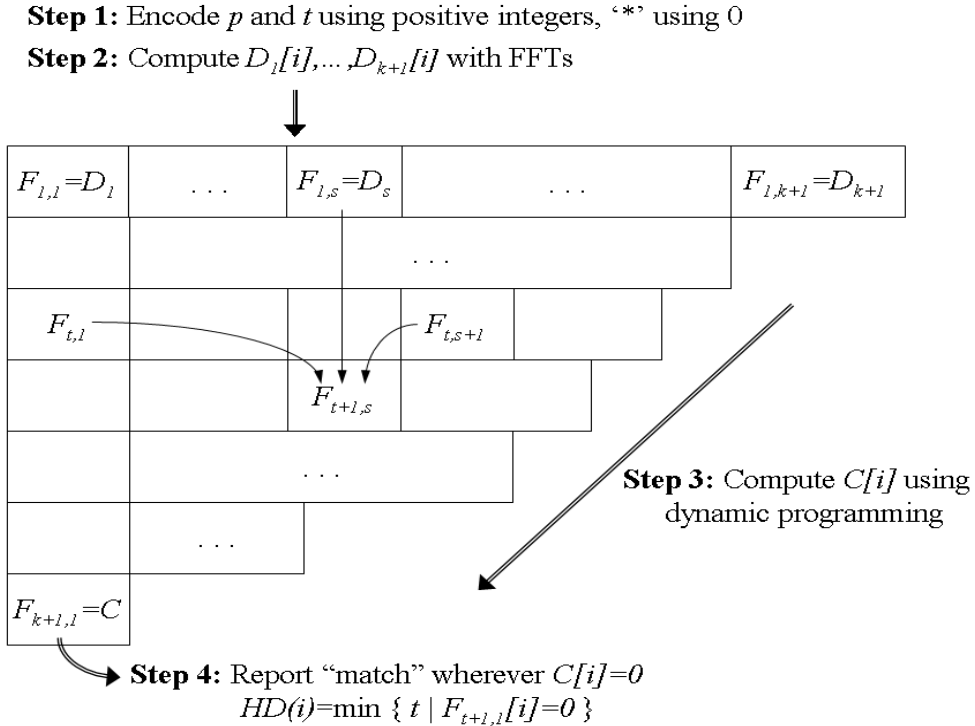 Step 1: Encode p and t using positive integers, ‘*’ using 0
Step 2: Compute D₁[i],...,Dₖ₊₁[i] with FFTs
F₁,₁=D₁ . . . F₁,ₛ=Dₛ . . . F₁,ₖ₊₁=Dₖ₊₁
. . .
Fₜ,₁ Fₜ,ₛ₊₁
Fₜ₊₁,ₛ
. . .
Step 3: Compute C[i] using
dynamic programming
. . .
Fₖ₊₁,₁=C
Step 4: Report “match” wherever C[i]=0
HD(i)=min { t | Fₜ₊₁,₁[i]=0 }